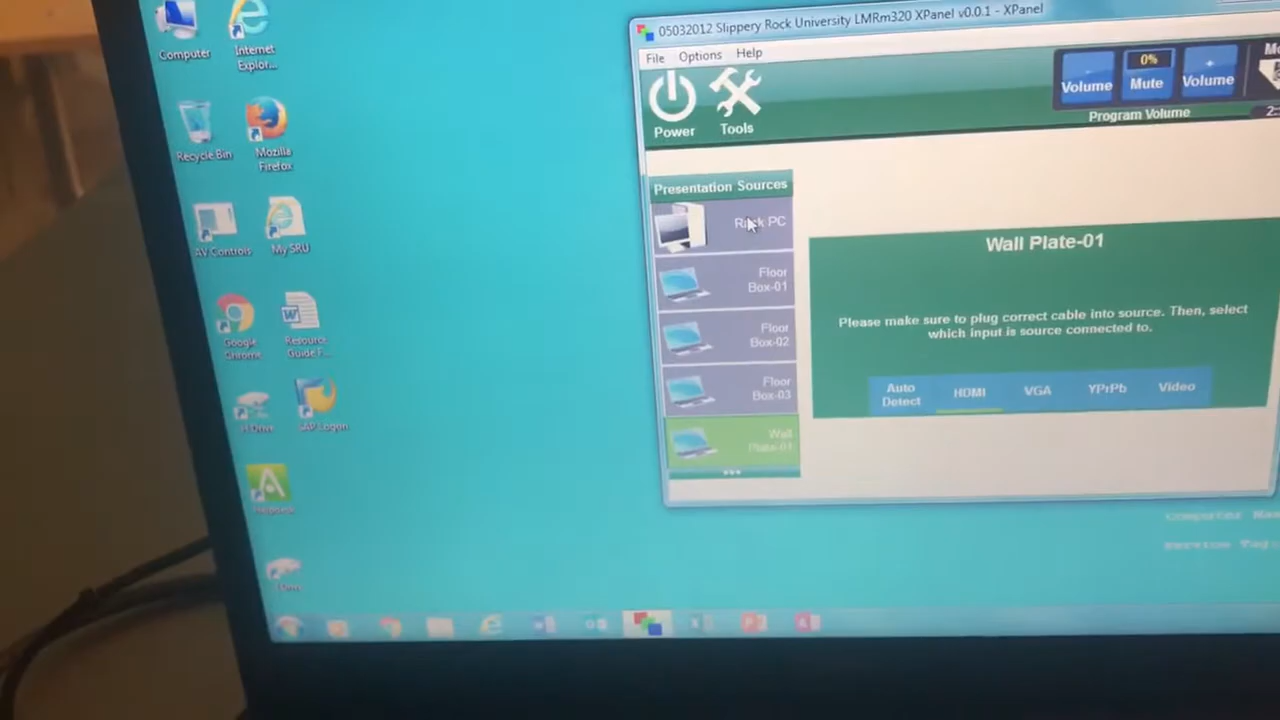 Computer
Internet
Explor...
Recycle Bin
Mozilla
Firefox
AV Controls
My SRU
Google
Chrome
Resource
Guide F...
H Drive
SAP Logon
Helpdesk
05032012 Slippery Rock University LMRm320 XPanel v0.0.1 - XPanel
File Options Help
Power
Tools
- Volume
0%
Mute
+ Volume
Program Volume
Presentation Sources
Rack PC
Floor
Box-01
Floor
Box-02
Floor
Box-03
Wall
Plate-01
Wall Plate-01
Please make sure to plug correct cable into source. Then, select
which input is source connected to.
Auto
Detect
HDMI
VGA
YPrPb
Video
Service Tag